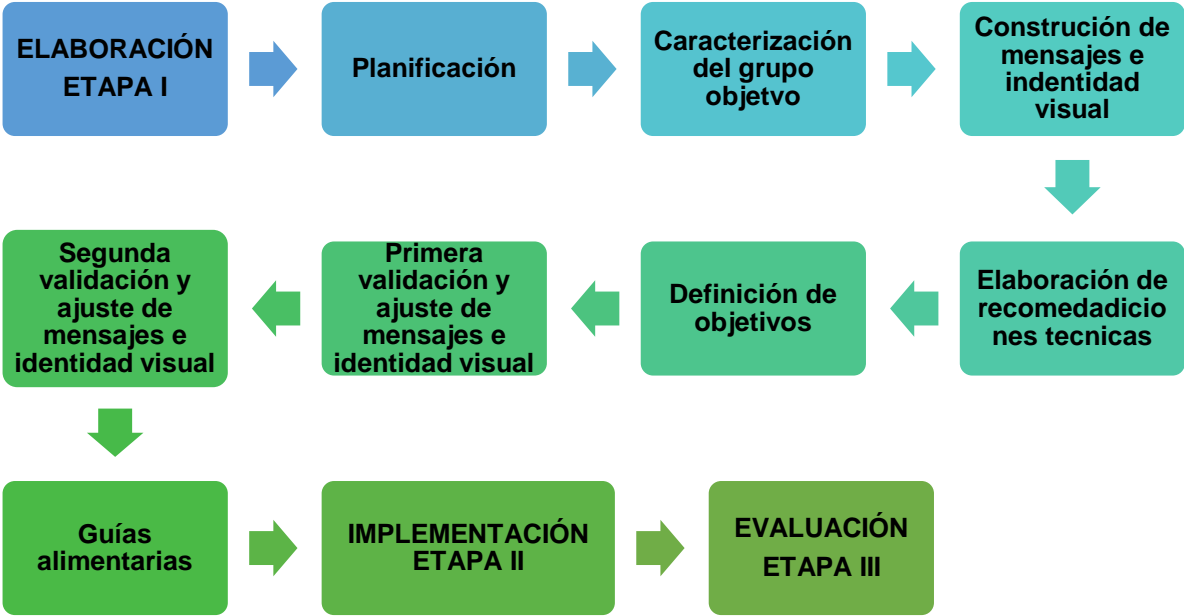 ELABORACIÓN
ETAPA I
Planificación
Caracterización
del grupo
objetvo
Construción de
mensajes e
indentidad
visual
Elaboración de
recomedadicio
nes tecnicas
Definición de
objetivos
Primera
validación y
ajuste de
mensajes e
identidad visual
Segunda
validación y
ajuste de
mensajes e
identidad visual
Guías
alimentarias
IMPLEMENTACIÓN
ETAPA II
EVALUACIÓN
ETAPA III